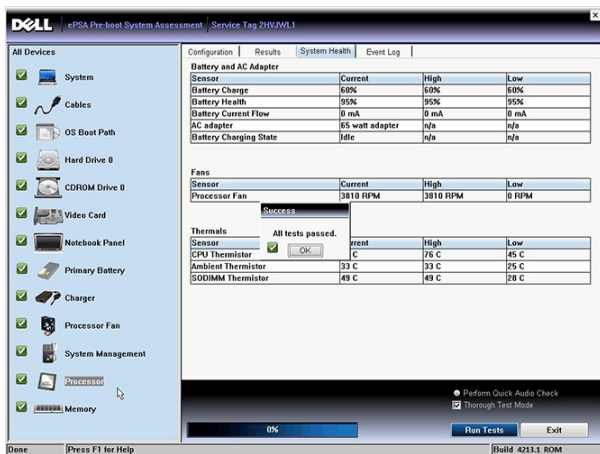 DELL ePSA Pre-boot System Assessment Service Tag 2HVJWL1
All Devices
System
Cables
OS Boot Path
Hard Drive 0
CDROM Drive 0
Video Card
Notebook Panel
Primary Battery
Charger
Processor Fan
System Management
Processor
Memory
Configuration Results System Health Event Log
Battery and AC Adapter
Sensor Current High Low
Battery Charge 60% 60% 60%
Battery Health 95% 95% 95%
Battery Current Flow 0 mA 0 mA 0 mA
AC adapter 65 watt adapter n/a n/a
Battery Charging State Idle n/a n/a
Fans
Sensor Current High Low
Processor Fan 3810 RPM 3810 RPM 0 RPM
Success
All tests passed.
OK
Thermals
Sensor rrent High Low
CPU Thermistor C 76 C 45 C
Ambient Thermistor 33 C 33 C 25 C
SODIMM Thermistor 49 C 49 C 28 C
Perform Quick Audio Check
Thorough Test Mode
0% Run Tests Exit
Done Press F1 for Help Build 4213.1 ROM